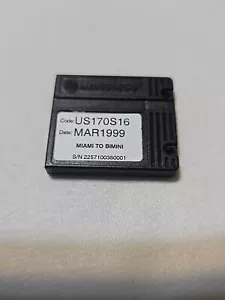 Code: US170S16
Date: MAR1999
MIAMI TO BIMINI
S/N 2257100360001